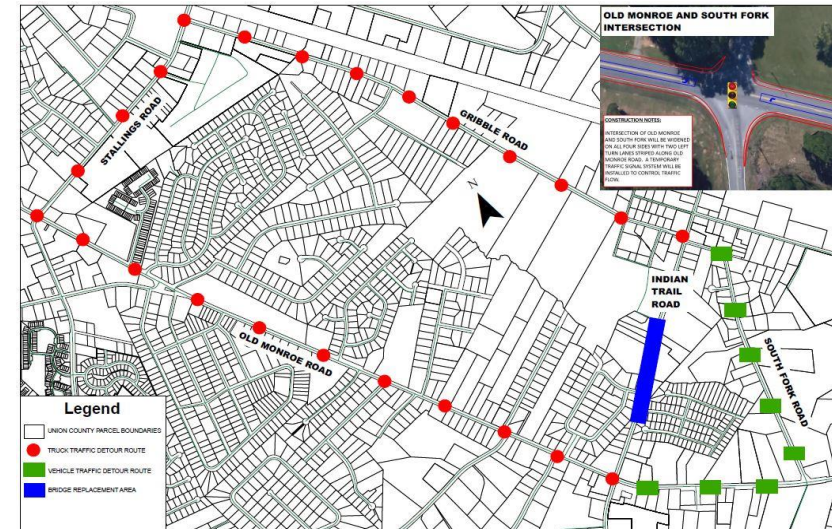 OLD MONROE AND SOUTH FORK
INTERSECTION
CONSTRUCTION NOTES:
INTERSECTION OF OLD MONROE
AND SOUTH FORK WILL BE WIDENED
ON ALL FOUR SIDES WITH TWO LEFT
TURN LANES STRIPED ALONG OLD
MONROE ROAD. A TEMPORARY
TRAFFIC SIGNAL SYSTEM WILL BE
INSTALLED TO CONTROL TRAFFIC
FLOW.
STALLINGS ROAD
GRIBBLE ROAD
N
INDIAN
TRAIL
ROAD
OLD MONROE ROAD
SOUTH FORK ROAD
Legend
UNION COUNTY PARCEL BOUNDARIES
TRUCK TRAFFIC DETOUR ROUTE
VEHICLE TRAFFIC DETOUR ROUTE
BRIDGE REPLACEMENT AREA